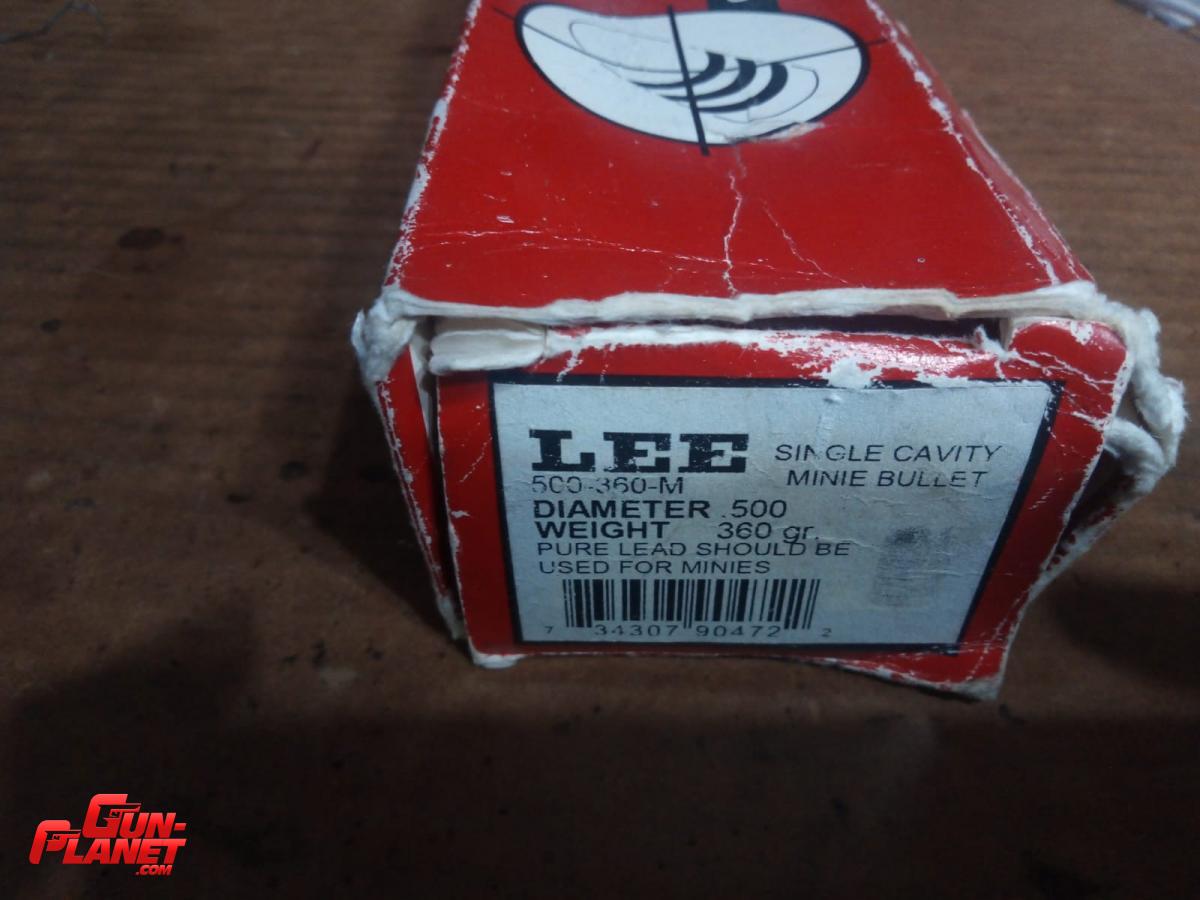 LEE
SINGLE CAVITY
MINIE BULLET
500-360-M
DIAMETER .500
WEIGHT 360 gr.
PURE LEAD SHOULD BE
USED FOR MINIES
7 34307 90472 2
GUN-
PLANET
.COM